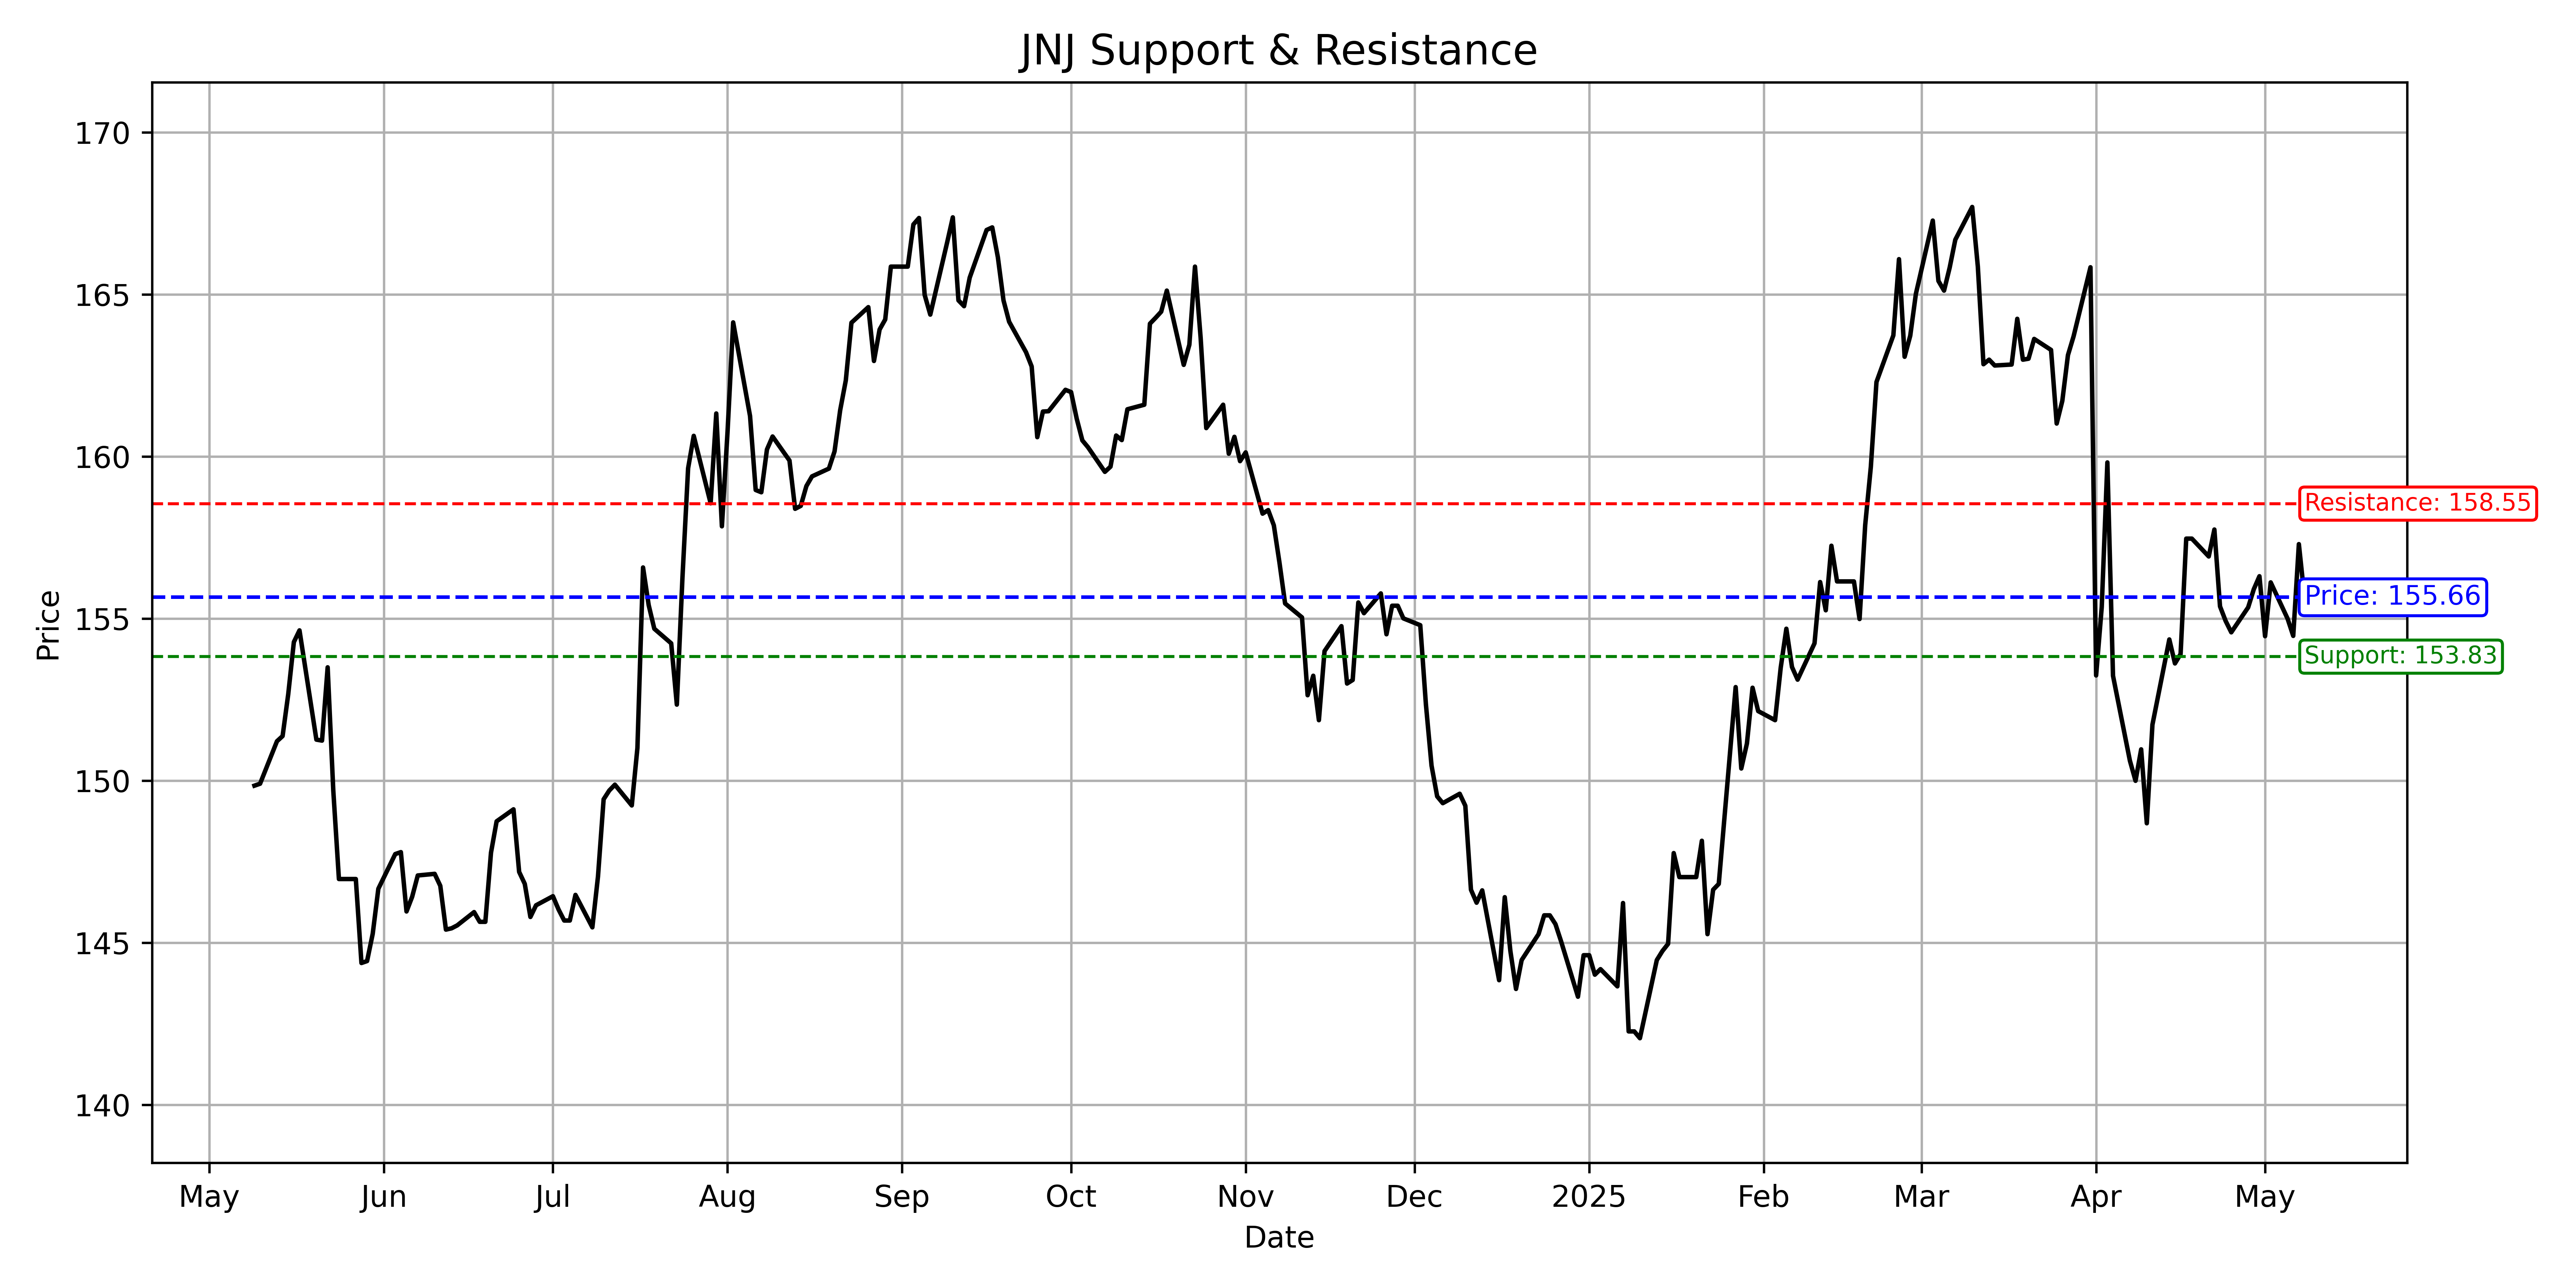 JNJ Support & Resistance
Price
170
165
160
155
150
145
140
Resistance: 158.55
Price: 155.66
Support: 153.83
May Jun Jul Aug Sep Oct Nov Dec 2025 Feb Mar Apr May
Date